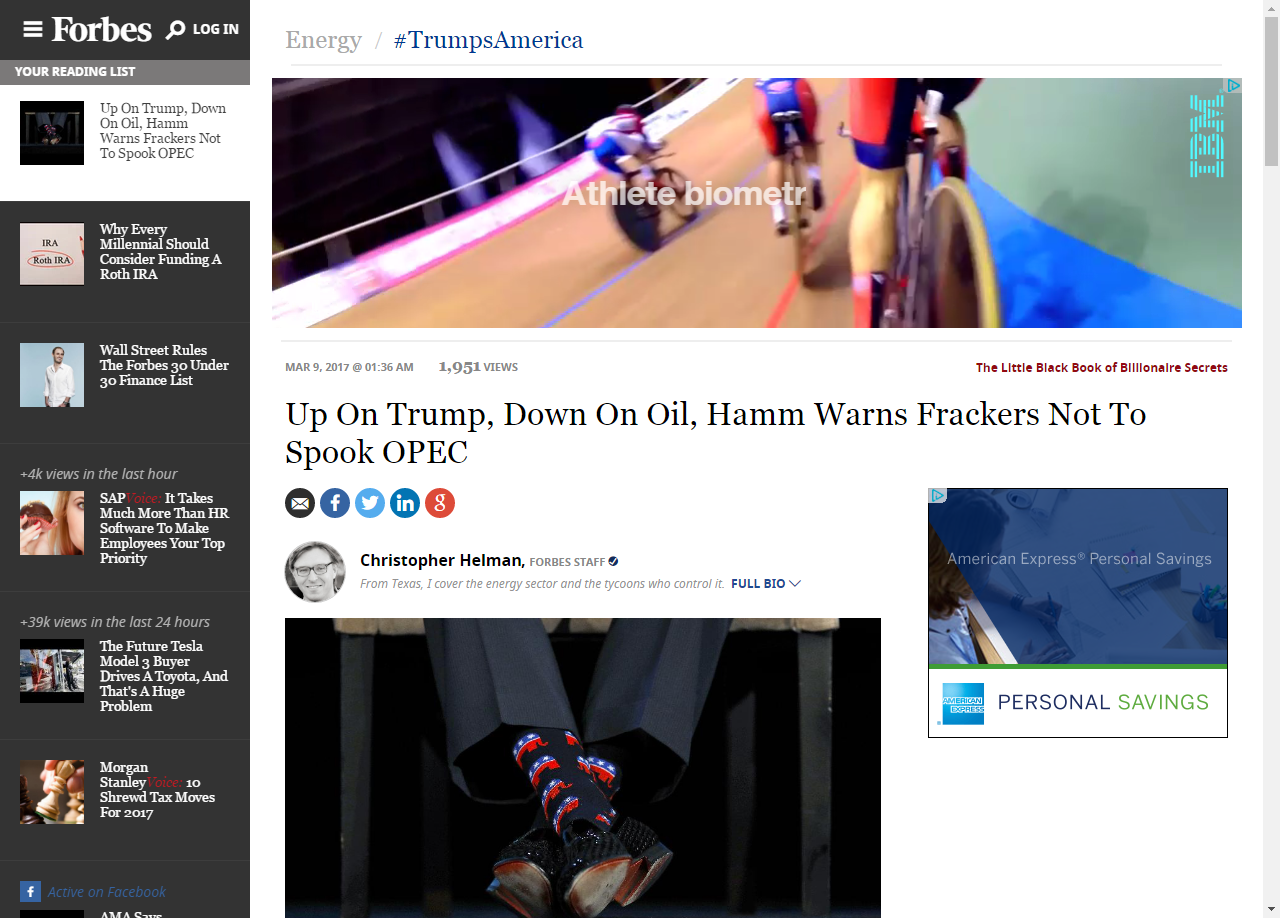 Forbes
LOG IN
YOUR READING LIST
Up On Trump, Down
On Oil, Hamm
Warns Frackers Not
To Spook OPEC
IRA
Roth IRA
Why Every
Millennial Should
Consider Funding A
Roth IRA
Wall Street Rules
The Forbes 30 Under
30 Finance List
+4k views in the last hour
SAPVoice: It Takes
Much More Than HR
Software To Make
Employees Your Top
Priority
+39k views in the last 24 hours
The Future Tesla
Model 3 Buyer
Drives A Toyota, And
That's A Huge
Problem
Morgan
StanleyVoice: 10
Shrewd Tax Moves
For 2017
f Active on Facebook
AMA Says
Energy / #TrumpsAmerica
IBM
Athlete biometr
MAR 9, 2017 @ 01:36 AM 1,951 VIEWS
The Little Black Book of Billionaire Secrets
Up On Trump, Down On Oil, Hamm Warns Frackers Not To
Spook OPEC
f in g
Christopher Helman, FORBES STAFF
From Texas, I cover the energy sector and the tycoons who control it. FULL BIO
American Express® Personal Savings
AMERICAN
EXPRESS
PERSONAL SAVINGS